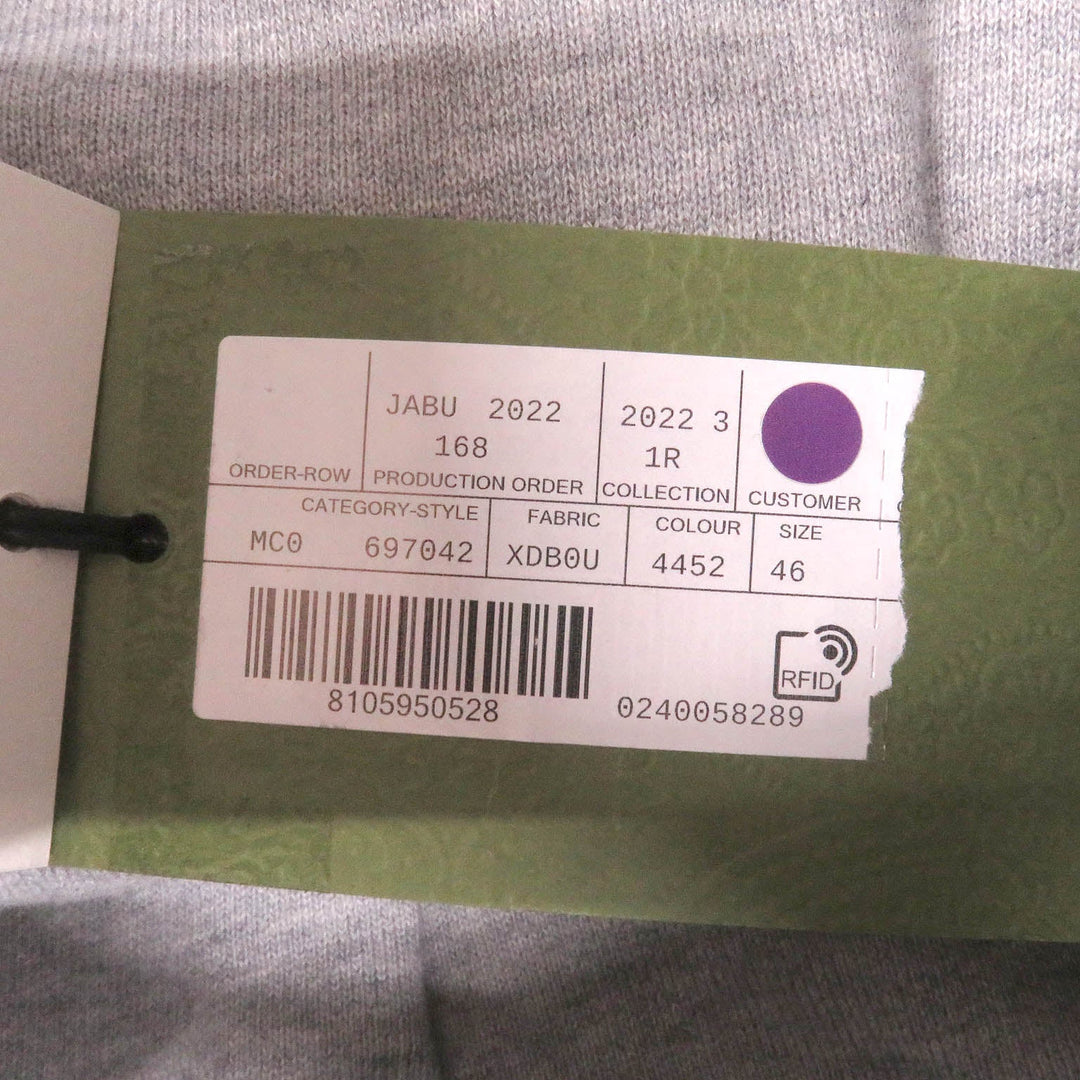 JABU 2022
168
2022 3
1R
ORDER-ROW
PRODUCTION ORDER
COLLECTION
CUSTOMER
CATEGORY-STYLE
FABRIC
COLOUR
SIZE
MC0 697042
XDB0U
4452
46
RFID
8105950528
0240058289